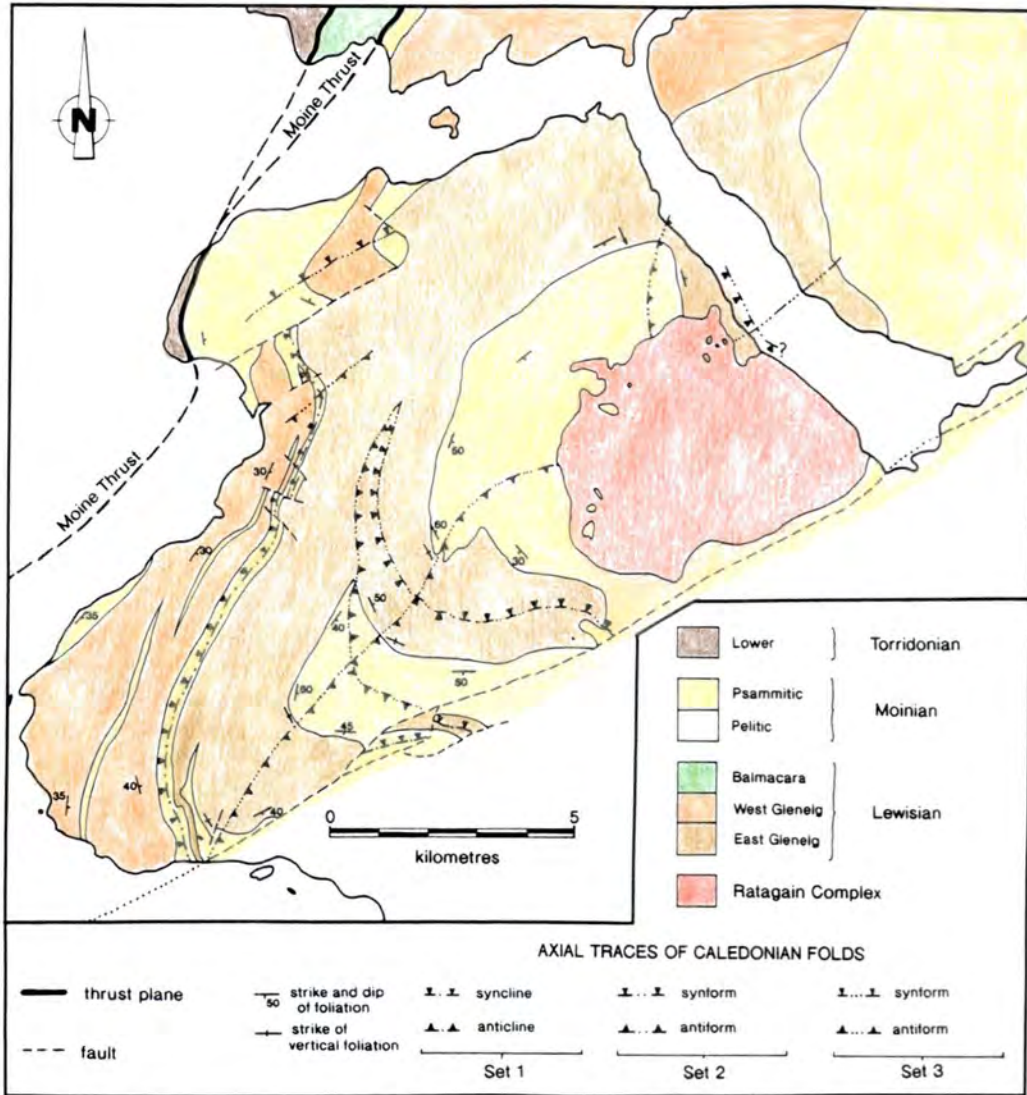 N
Moine Thrust
Moine Thrust
?
50
30
60
30
30
50
40
35
60
50
45
40
35
40
0
5
kilometres
Lower
Torridonian
Psammitic
Pelitic
Moinian
Balmacara
West Glenelg
East Glenelg
Lewisian
Ratagain Complex
AXIAL TRACES OF CALEDONIAN FOLDS
thrust plane
fault
50
strike and dip
of foliation
strike of
vertical foliation
syncline
anticline
Set 1
synform
antiform
Set 2
synform
antiform
Set 3